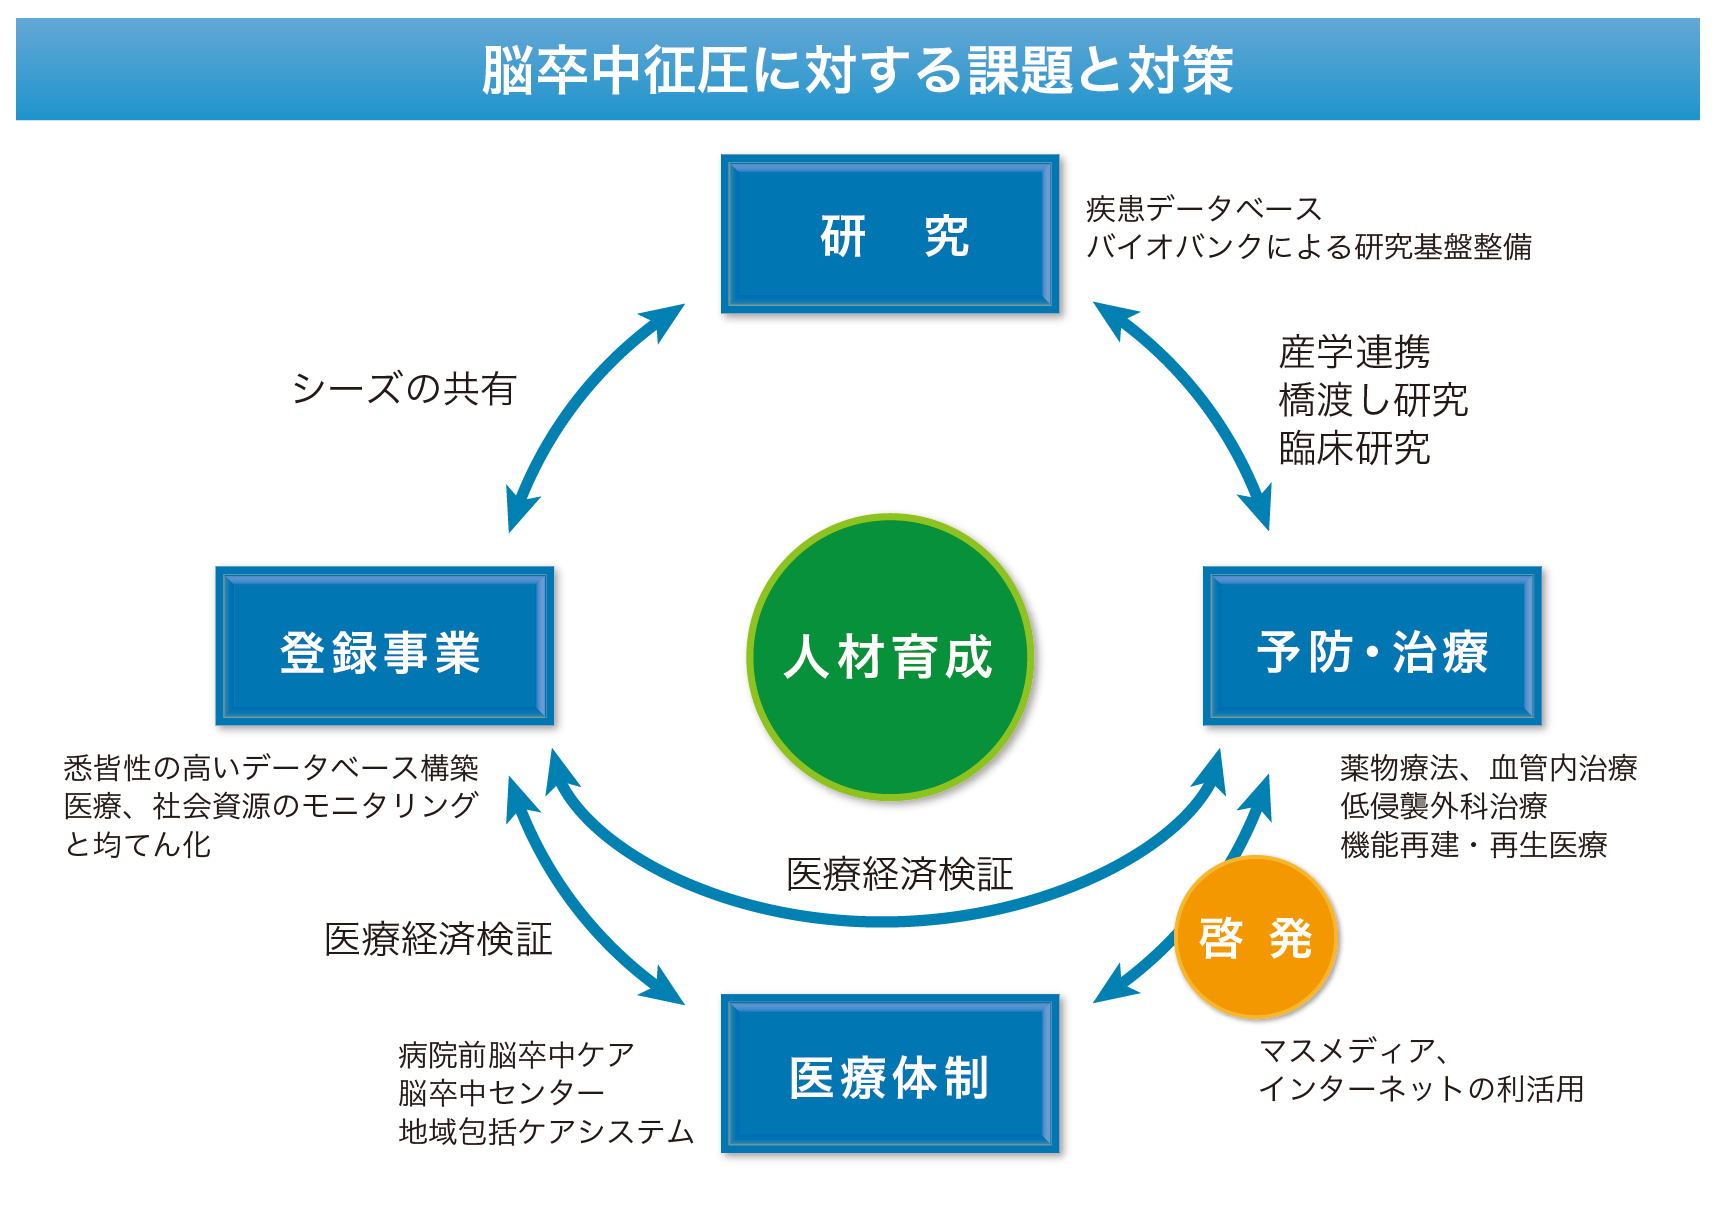 脳卒中征圧に対する課題と対策
研 究
疾患データベース
バイオバンクによる研究基盤整備
シーズの共有
産学連携
橋渡し研究
臨床研究
登録事業
人材育成
予防・治療
悉皆性の高いデータベース構築
医療、社会資源のモニタリング
と均てん化
薬物療法、血管内治療
低侵襲外科治療
機能再建・再生医療
医療経済検証
医療経済検証
啓 発
医療体制
病院前脳卒中ケア
脳卒中センター
地域包括ケアシステム
マスメディア、
インターネットの利活用